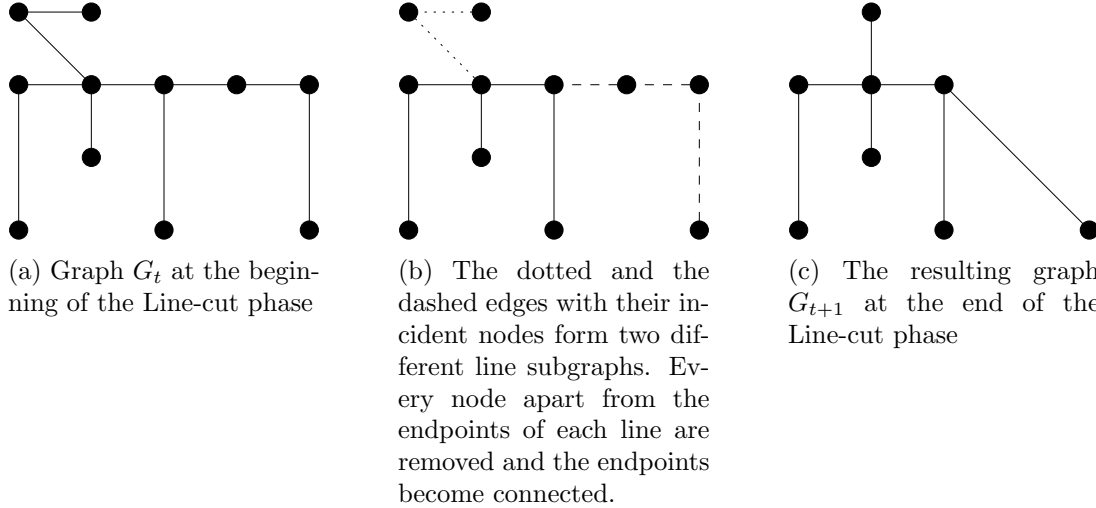 (a) Graph G_t at the begin-
ning of the Line-cut phase
(b) The dotted and the
dashed edges with their in-
cident nodes form two dif-
ferent line subgraphs. Ev-
ery node apart from the
endpoints of each line are
removed and the endpoints
become connected.
(c) The resulting graph
G_{t+1} at the end of the
Line-cut phase